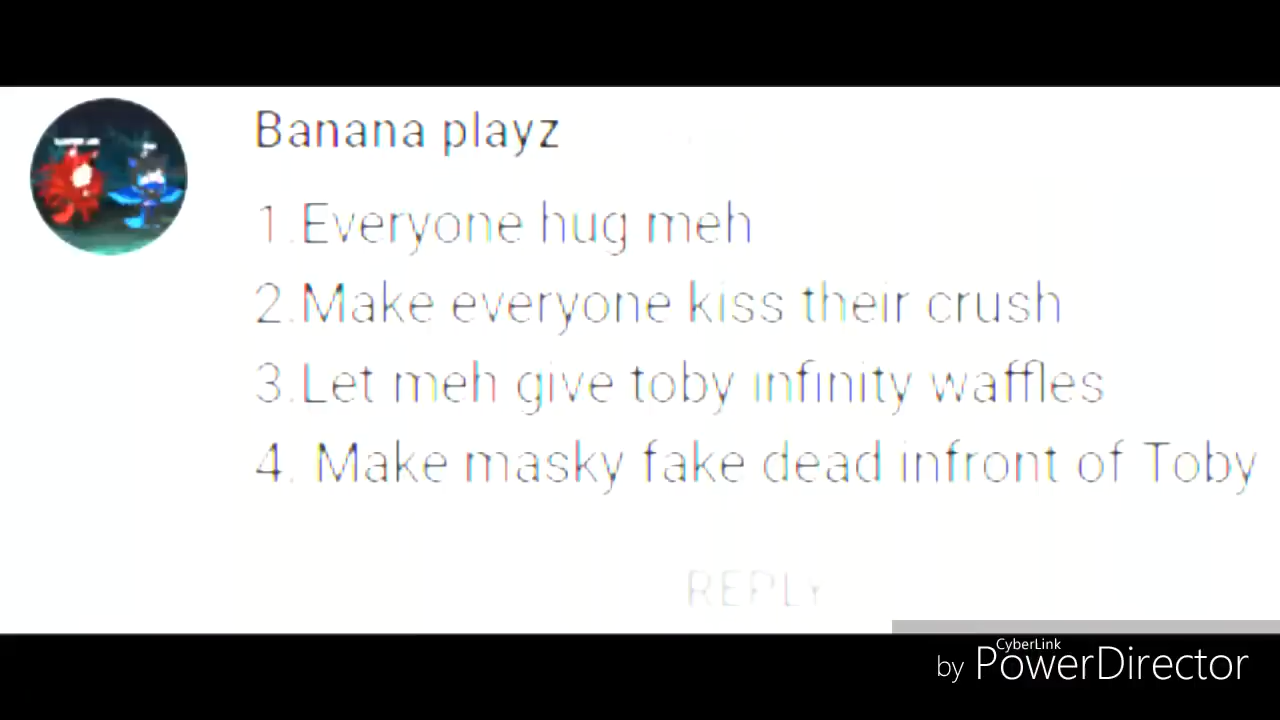 Banana playz
1.Everyone hug meh
2.Make everyone kiss their crush
3.Let meh give toby infinity waffles
4. Make masky fake dead infront of Toby
REPLY
CyberLink
by PowerDirector